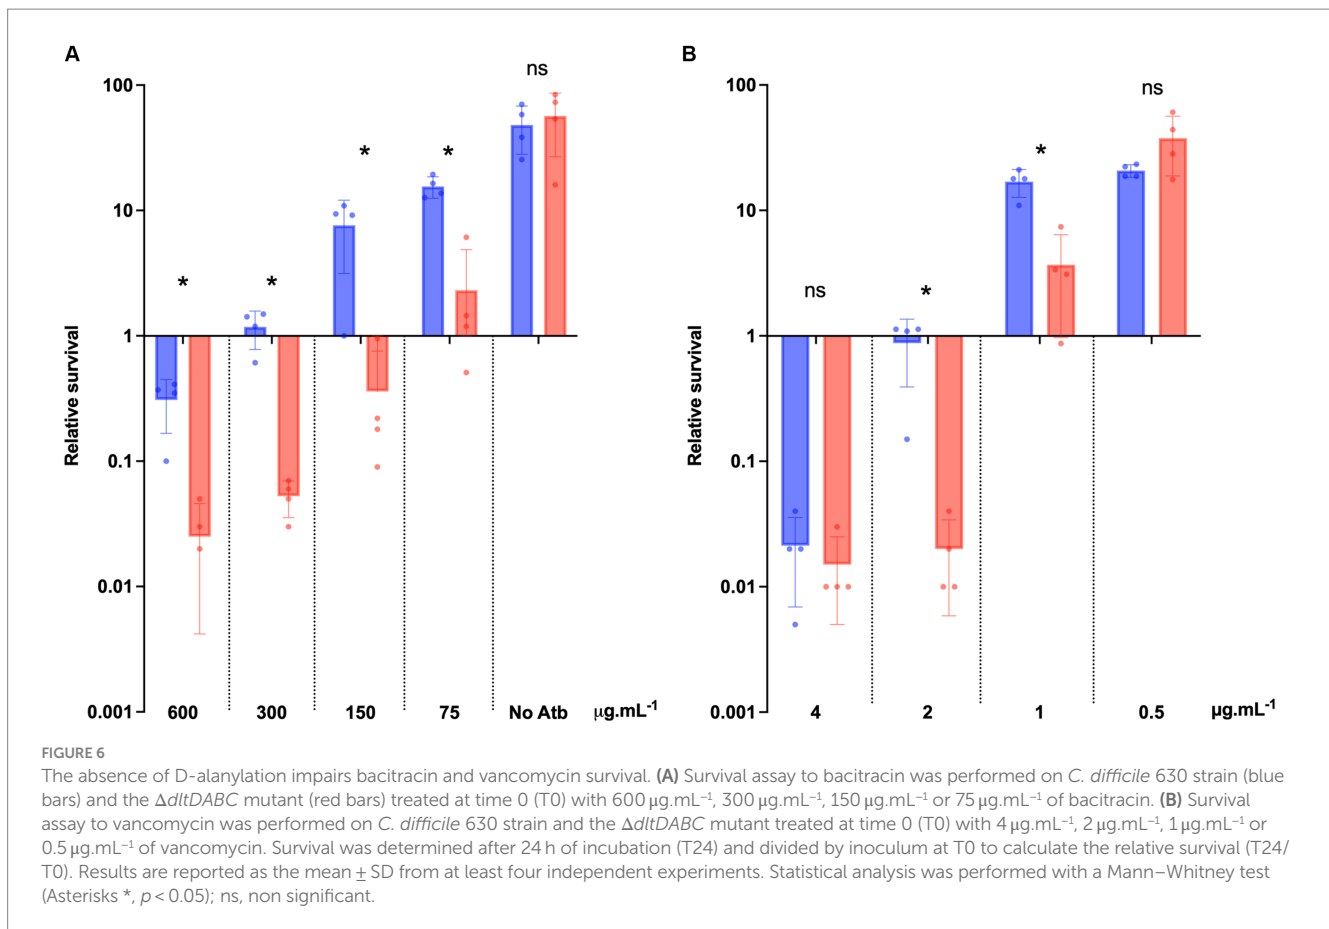 A
B
ns
100
100
ns
*
*
*
10
10
*
*
ns
*
1
1
Relative survival
Relative survival
0.1
0.1
0.01
0.01
0.001
600
300
150
75
No Atb
μg.mL⁻¹
0.001
4
2
1
0.5
μg.mL⁻¹
FIGURE 6
The absence of D-alanylation impairs bacitracin and vancomycin survival. (A) Survival assay to bacitracin was performed on C. difficile 630 strain (blue
bars) and the ΔdltDABC mutant (red bars) treated at time 0 (T0) with 600 μg.mL⁻¹, 300 μg.mL⁻¹, 150 μg.mL⁻¹ or 75 μg.mL⁻¹ of bacitracin. (B) Survival
assay to vancomycin was performed on C. difficile 630 strain and the ΔdltDABC mutant treated at time 0 (T0) with 4 μg.mL⁻¹, 2 μg.mL⁻¹, 1 μg.mL⁻¹ or
0.5 μg.mL⁻¹ of vancomycin. Survival was determined after 24 h of incubation (T24) and divided by inoculum at T0 to calculate the relative survival (T24/
T0). Results are reported as the mean ± SD from at least four independent experiments. Statistical analysis was performed with a Mann–Whitney test
(Asterisks *, p < 0.05); ns, non significant.